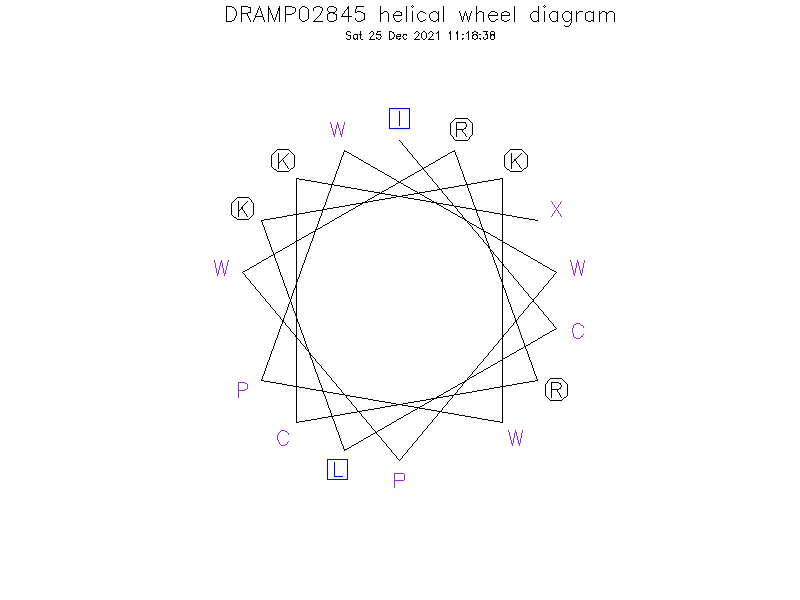 DRAMP02845 helical wheel diagram
Sat 25 Dec 2021 11:18:38
I
W R
K K
K X
W W
C
P R
C W
L
P